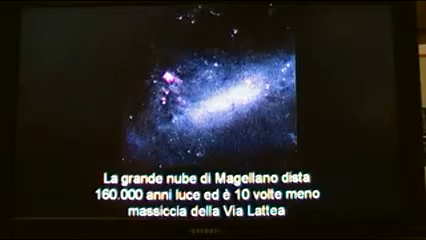 La grande nube di Magellano dista
160.000 anni luce ed è 10 volte meno
massiccia della Via Lattea